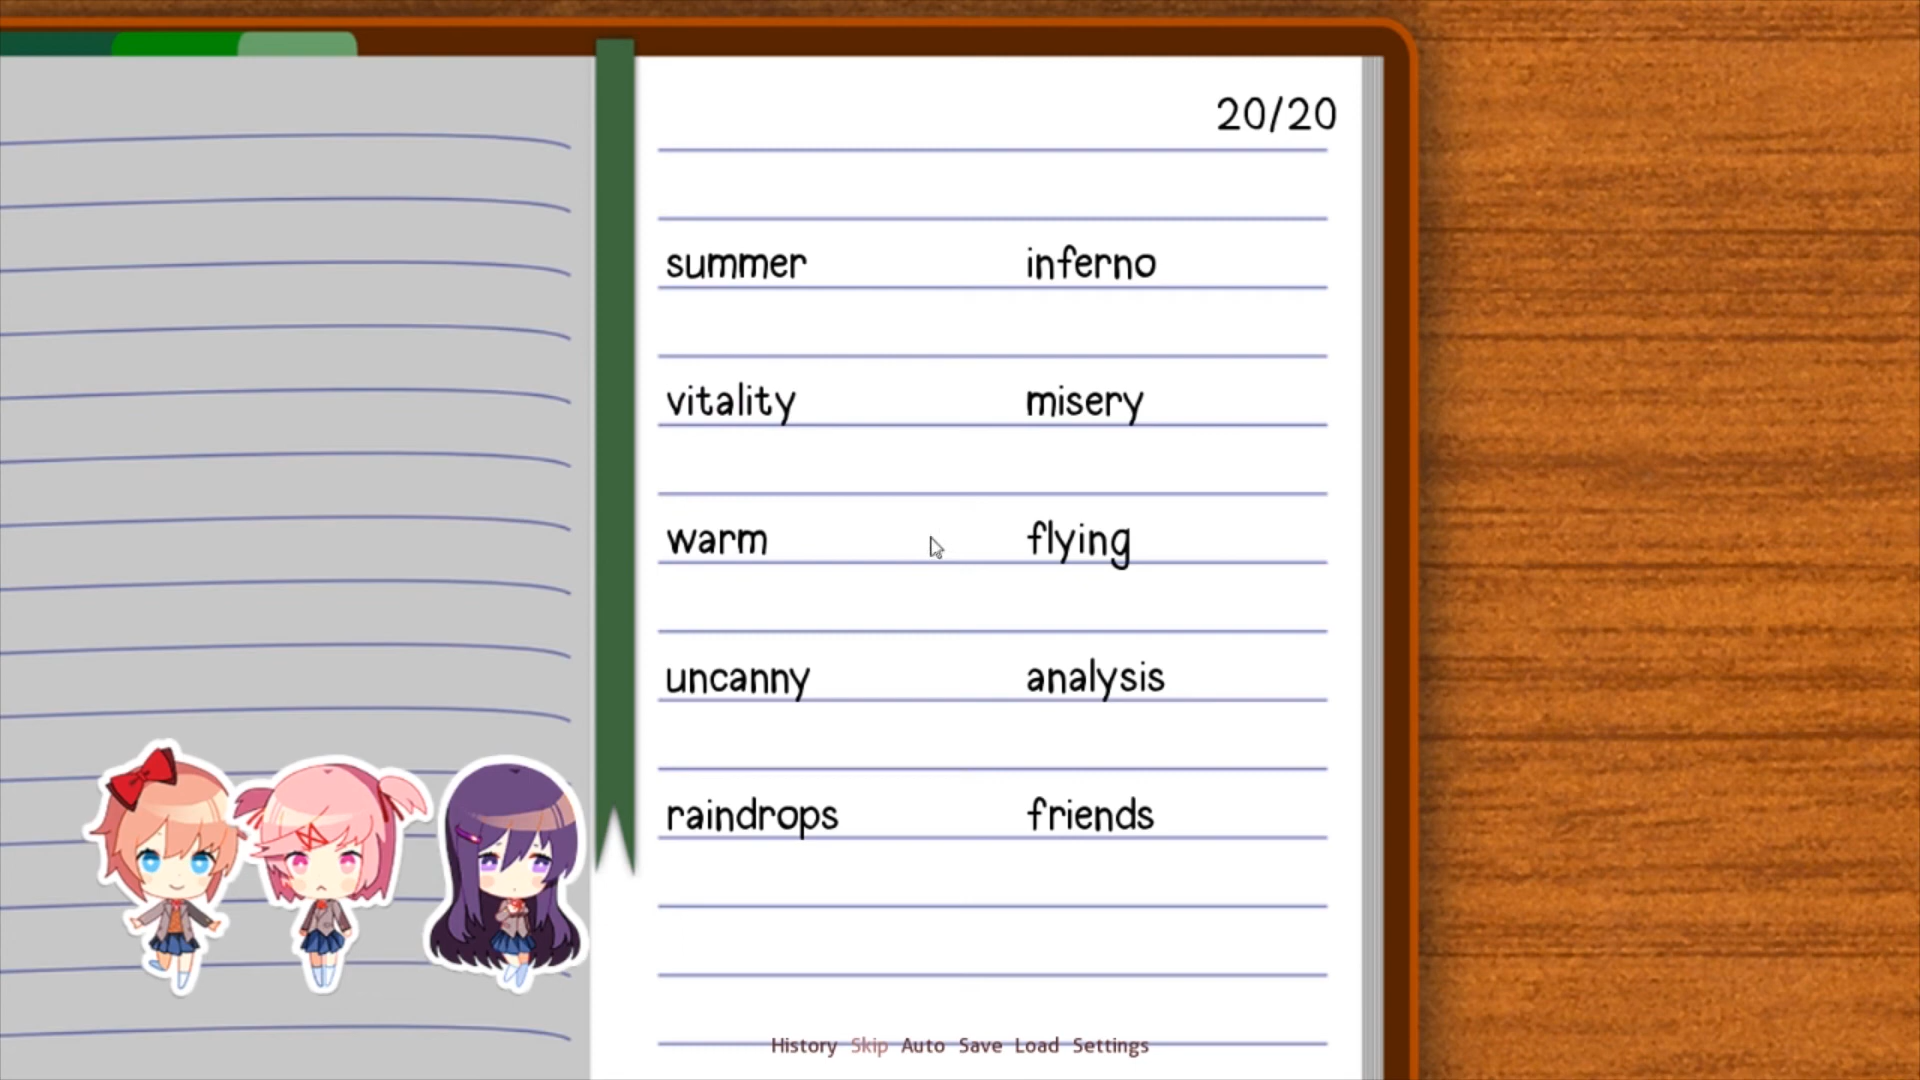 20/20
summer inferno
vitality misery
warm flying
uncanny analysis
raindrops friends
History Skip Auto Save Load Settings